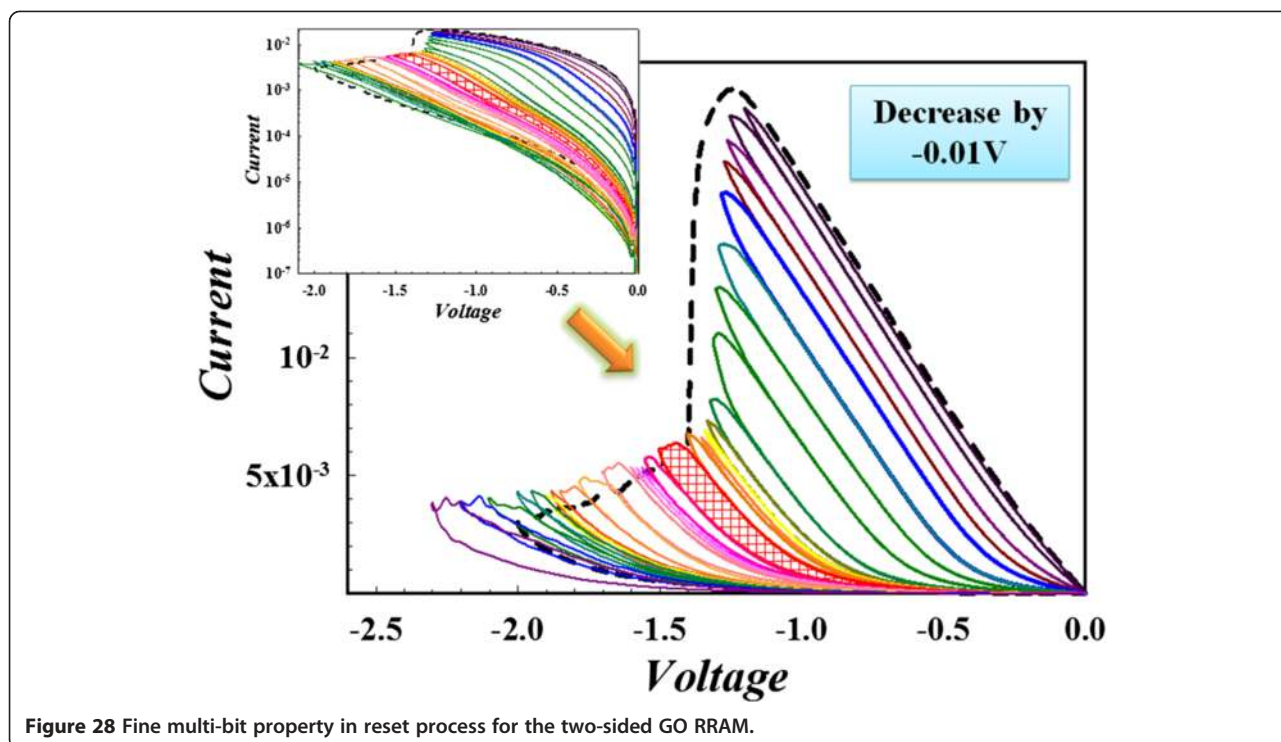 10⁻²
10⁻³
10⁻⁴
10⁻⁵
10⁻⁶
10⁻⁷
Current
-2.0 -1.5 -1.0 -0.5 0.0
Voltage
Decrease by
-0.01V
Current
10⁻²
5x10⁻³
-2.5 -2.0 -1.5 -1.0 -0.5 0.0
Voltage
Figure 28 Fine multi-bit property in reset process for the two-sided GO RRAM.